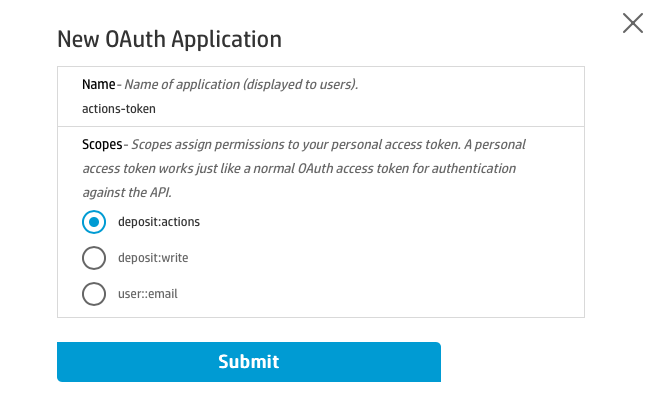 New OAuth Application
Name- Name of application (displayed to users).
actions-token
Scopes- Scopes assign permissions to your personal access token. A personal
access token works just like a normal OAuth access token for authentication
against the API.
deposit:actions
deposit:write
user::email
Submit